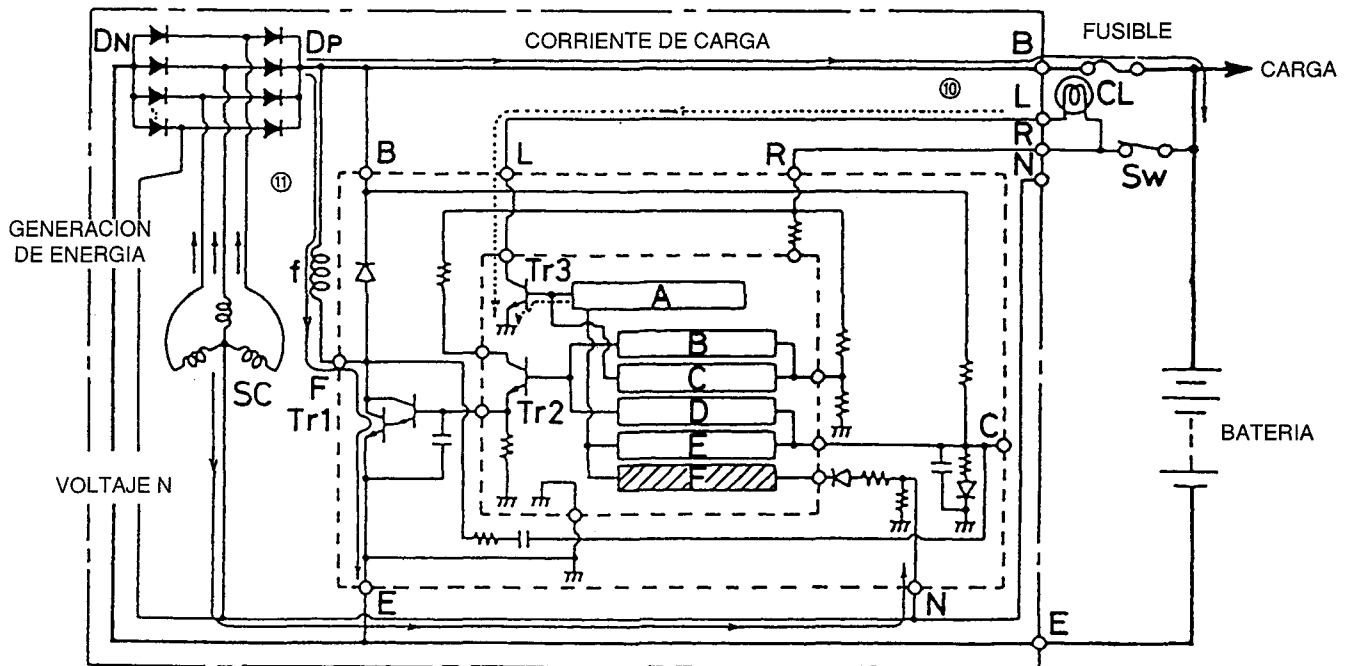 DN
DP
CORRIENTE DE CARGA
B
FUSIBLE
CARGA
⑩
L
CL
R
N
SW
B
L
R
⑪
GENERACION
DE ENERGIA
f
Tr3
A
B
C
D
E
F
SC
F
Tr1
Tr2
C
BATERIA
VOLTAJE N
E
N
E